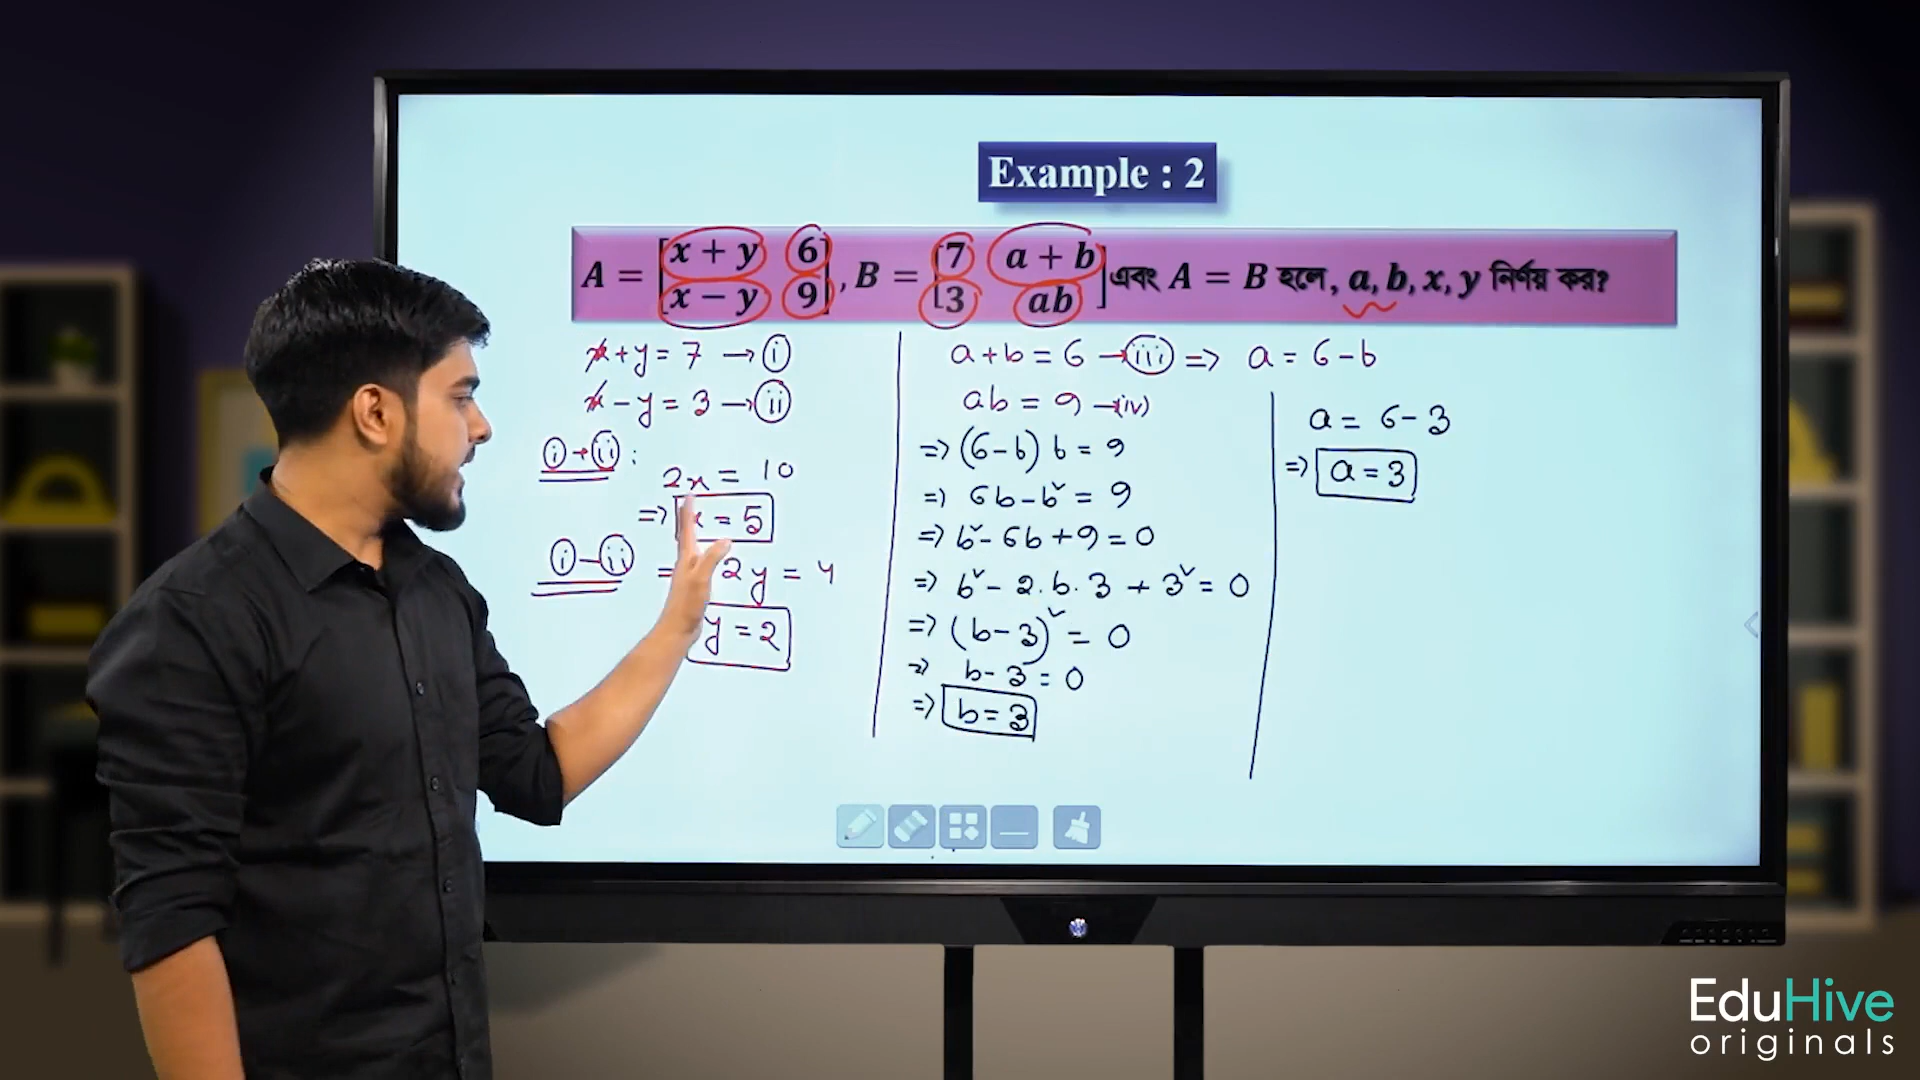 Example : 2
A = [x + y 6 x − y 9], B = [7 a + b 3 ab] এবং A = B হলে, a, b, x, y নির্ণয় কর?
x+y = 7 → i
x-y = 3 → ii
i + ii :
2x = 10
=> x = 5
i - ii
= 2y = 4
y = 2
a+b = 6 → iii => a = 6-b
ab = 9 → iv)
=> (6-b) b = 9
=> 6b-b² = 9
=> b²-6b+9=0
=> b²-2.b.3 + 3² = 0
=> (b-3)² = 0
=> b-3 = 0
=> b=3
a = 6-3
=> a=3
EduHive
originals